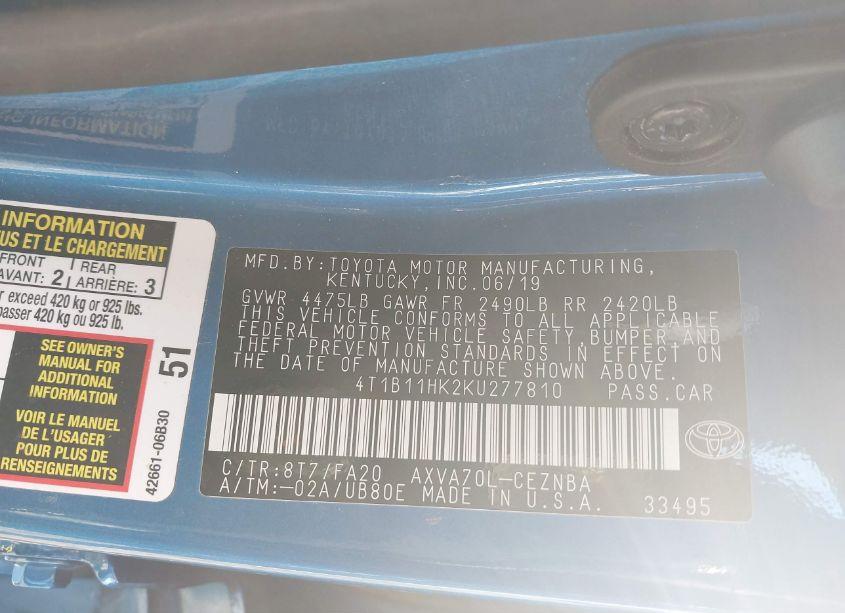 INFORMATION
US ET LE CHARGEMENT
FRONT
AVANT: 2
REAR
ARRIÈRE: 3
exceed 420 kg or 925 lbs.
passer 420 kg ou 925 lb.
SEE OWNER'S
MANUAL FOR
ADDITIONAL
INFORMATION
VOIR LE MANUEL
DE L'USAGER
POUR PLUS DE
RENSEIGNEMENTS
51
42661-06B30
MFD.BY:TOYOTA MOTOR MANUFACTURING,
KENTUCKY,INC.06/19
GVWR 4475LB GAWR FR 2490LB RR 2420LB
THIS VEHICLE CONFORMS TO ALL APPLICABLE
FEDERAL MOTOR VEHICLE SAFETY,BUMPER AND
THEFT PREVENTION STANDARDS IN EFFECT ON
THE DATE OF MANUFACTURE SHOWN ABOVE.
4T1B11HK2KU277810 PASS.CAR
C/TR:8T7/FA20 AXVA70L-CEZNBA
A/TM:-02A/UB80E MADE IN U.S.A. 33495